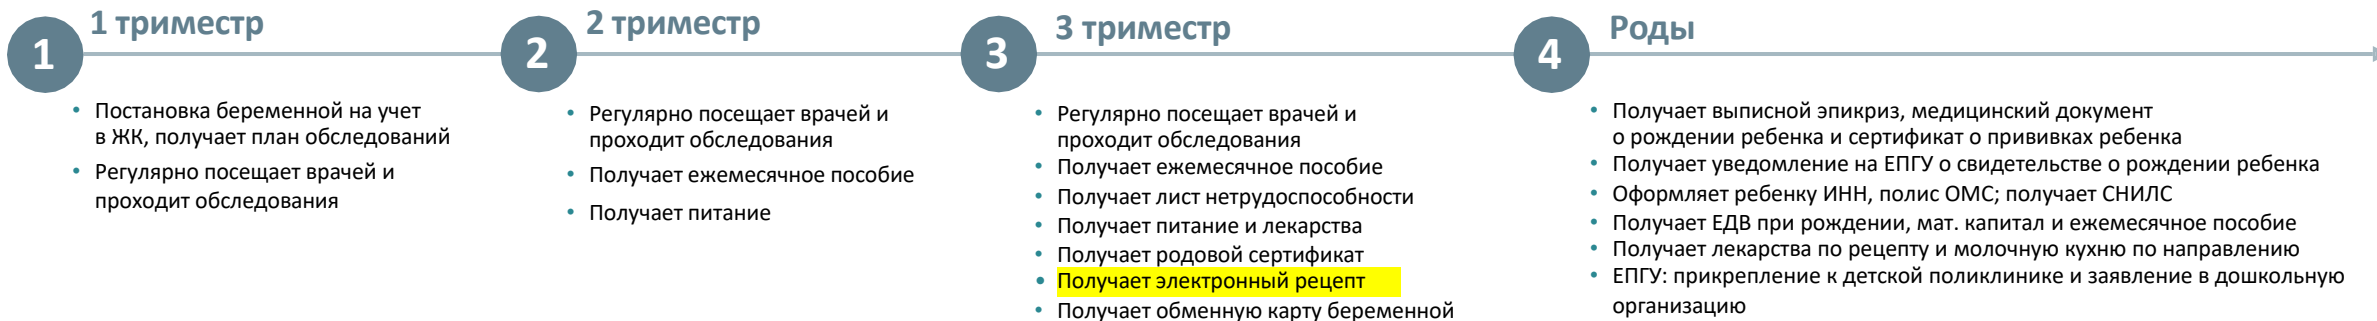 1
1 триместр
• Постановка беременной на учет
в ЖК, получает план обследований
• Регулярно посещает врачей и
проходит обследования
2
2 триместр
• Регулярно посещает врачей и
проходит обследования
• Получает ежемесячное пособие
• Получает питание
3
3 триместр
• Регулярно посещает врачей и
проходит обследования
• Получает ежемесячное пособие
• Получает лист нетрудоспособности
• Получает питание и лекарства
• Получает родовой сертификат
• Получает электронный рецепт
• Получает обменную карту беременной
4
Роды
• Получает выписной эпикриз, медицинский документ
о рождении ребенка и сертификат о прививках ребенка
• Получает уведомление на ЕПГУ о свидетельстве о рождении ребенка
• Оформляет ребенку ИНН, полис ОМС; получает СНИЛС
• Получает ЕДВ при рождении, мат. капитал и ежемесячное пособие
• Получает лекарства по рецепту и молочную кухню по направлению
• ЕПГУ: прикрепление к детской поликлинике и заявление в дошкольную
организацию